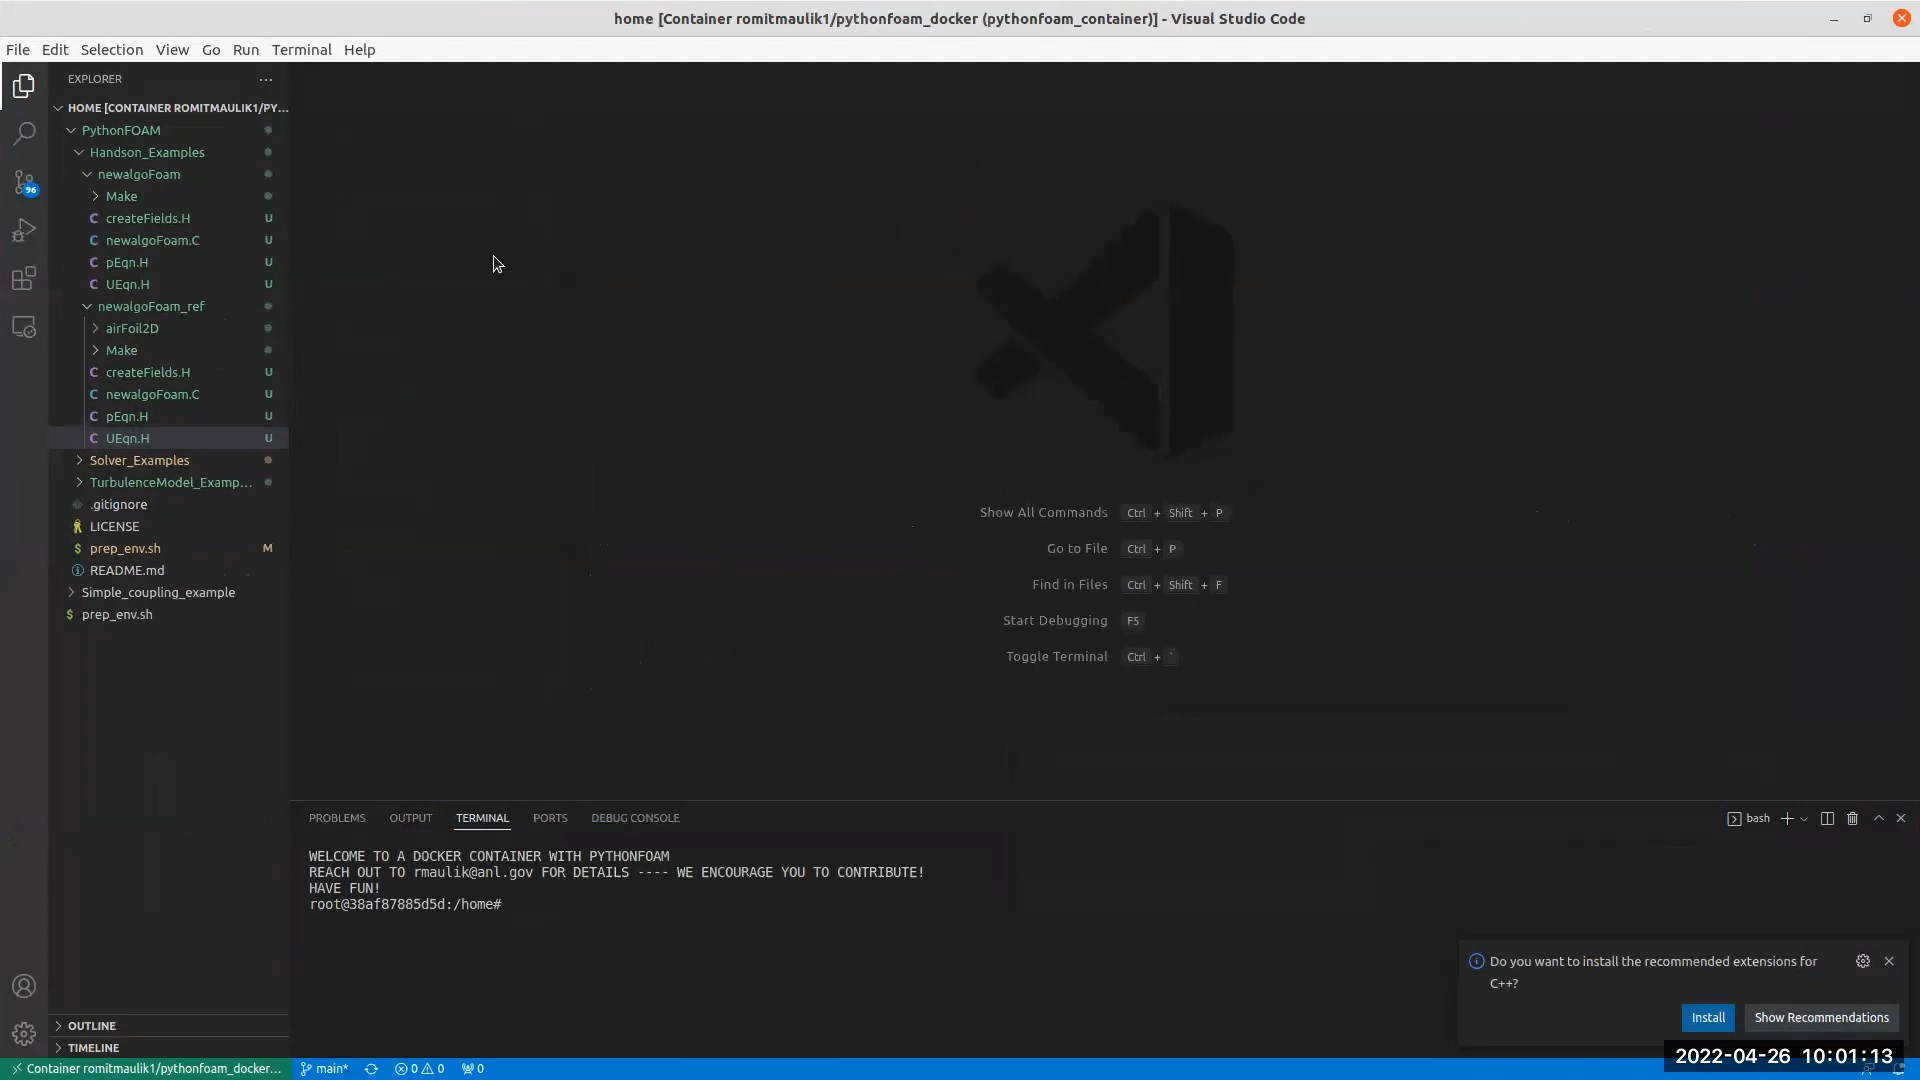 home [Container romitmaulik1/pythonfoam_docker (pythonfoam_container)] - Visual Studio Code
File Edit Selection View Go Run Terminal Help
EXPLORER
HOME [CONTAINER ROMITMAULIK1/PY...
PythonFOAM
Handson_Examples
newalgoFoam
Make
createFields.H U
newalgoFoam.C U
pEqn.H U
UEqn.H U
newalgoFoam_ref
airFoil2D
Make
createFields.H U
newalgoFoam.C U
pEqn.H U
UEqn.H U
Solver_Examples
TurbulenceModel_Examp...
.gitignore
LICENSE
prep_env.sh M
README.md
Simple_coupling_example
prep_env.sh
96
Show All Commands Ctrl + Shift + P
Go to File Ctrl + P
Find in Files Ctrl + Shift + F
Start Debugging F5
Toggle Terminal Ctrl + `
PROBLEMS OUTPUT TERMINAL PORTS DEBUG CONSOLE
bash
WELCOME TO A DOCKER CONTAINER WITH PYTHONFOAM
REACH OUT TO rmaulik@anl.gov FOR DETAILS ---- WE ENCOURAGE YOU TO CONTRIBUTE!
HAVE FUN!
root@38af87885d5d:/home#
Do you want to install the recommended extensions for
C++?
Install Show Recommendations
OUTLINE
TIMELINE
Container romitmaulik1/pythonfoam_docker... main* 0 0 0
2022-04-26 10:01:13